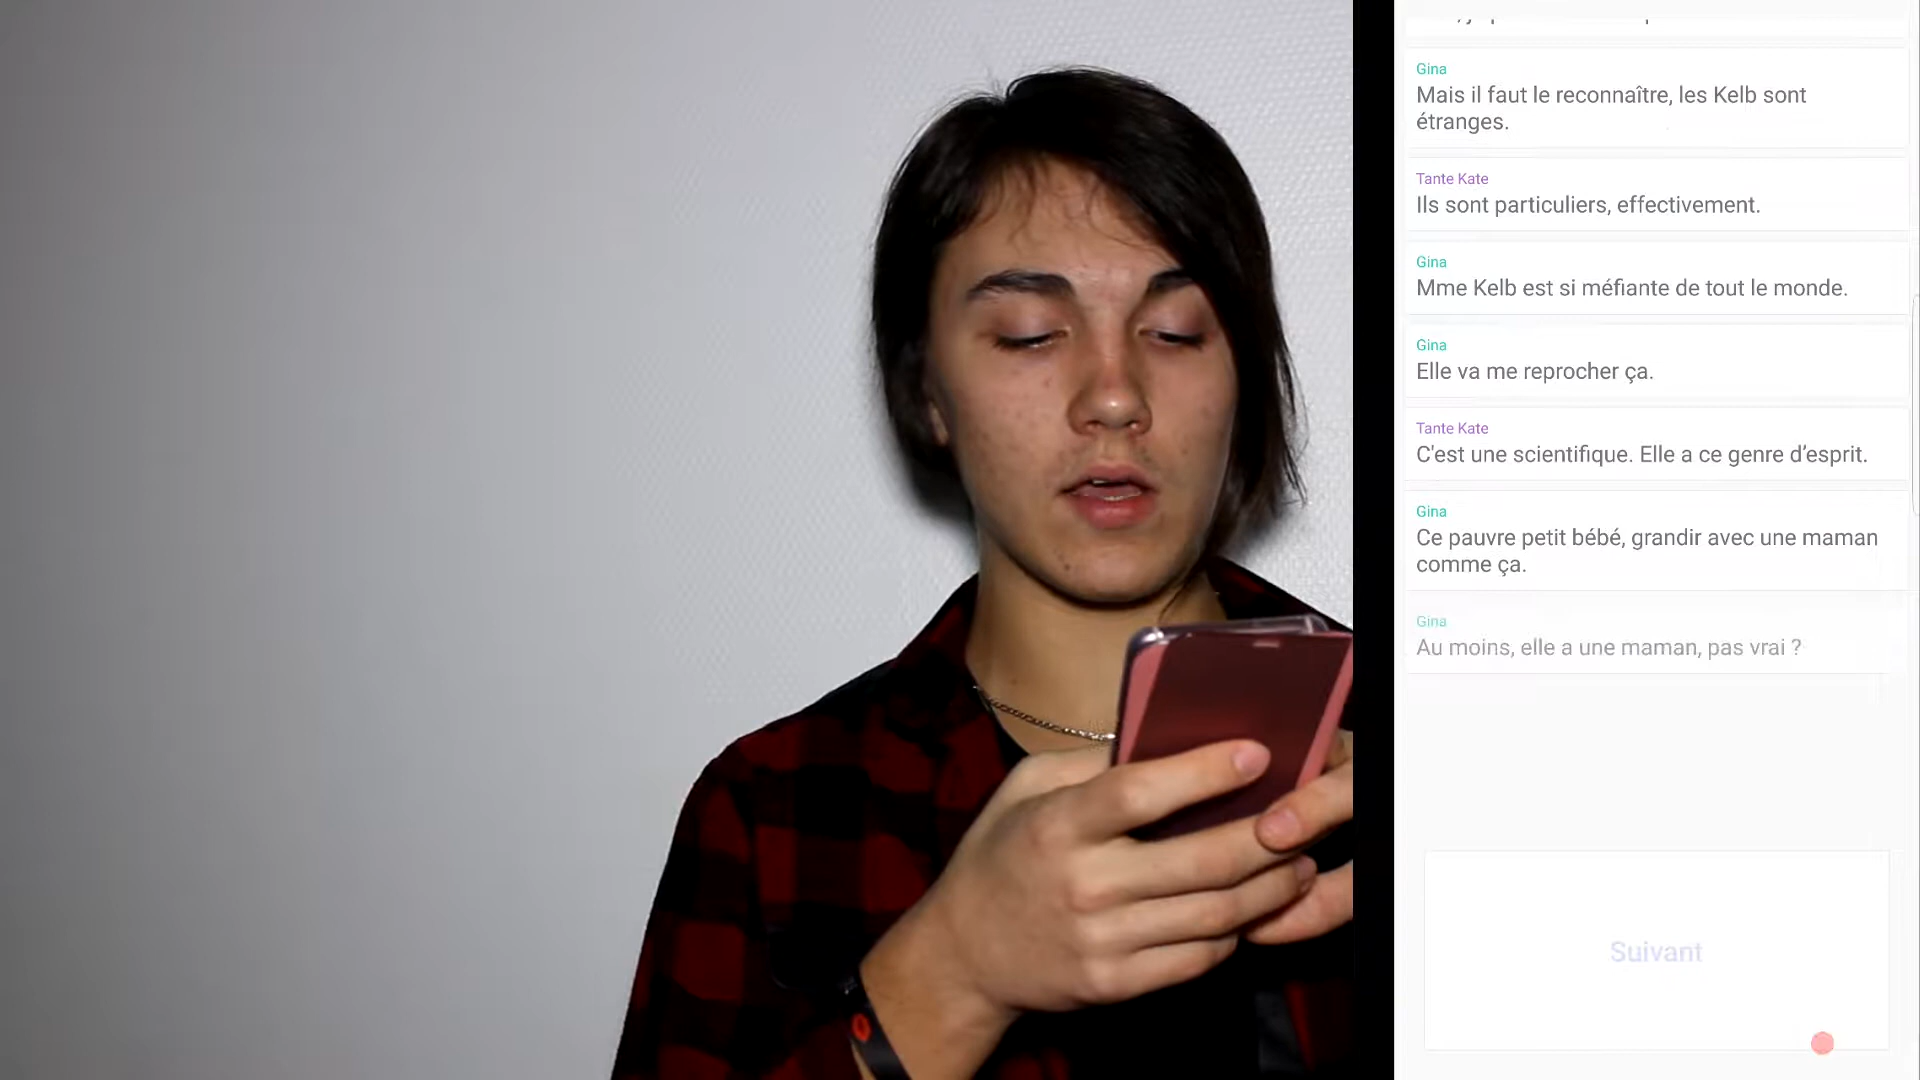 Gina
Mais il faut le reconnaître, les Kelb sont
étranges.
Tante Kate
Ils sont particuliers, effectivement.
Gina
Mme Kelb est si méfiante de tout le monde.
Gina
Elle va me reprocher ça.
Tante Kate
C'est une scientifique. Elle a ce genre d’esprit.
Gina
Ce pauvre petit bébé, grandir avec une maman
comme ça.
Gina
Au moins, elle a une maman, pas vrai ?
Suivant